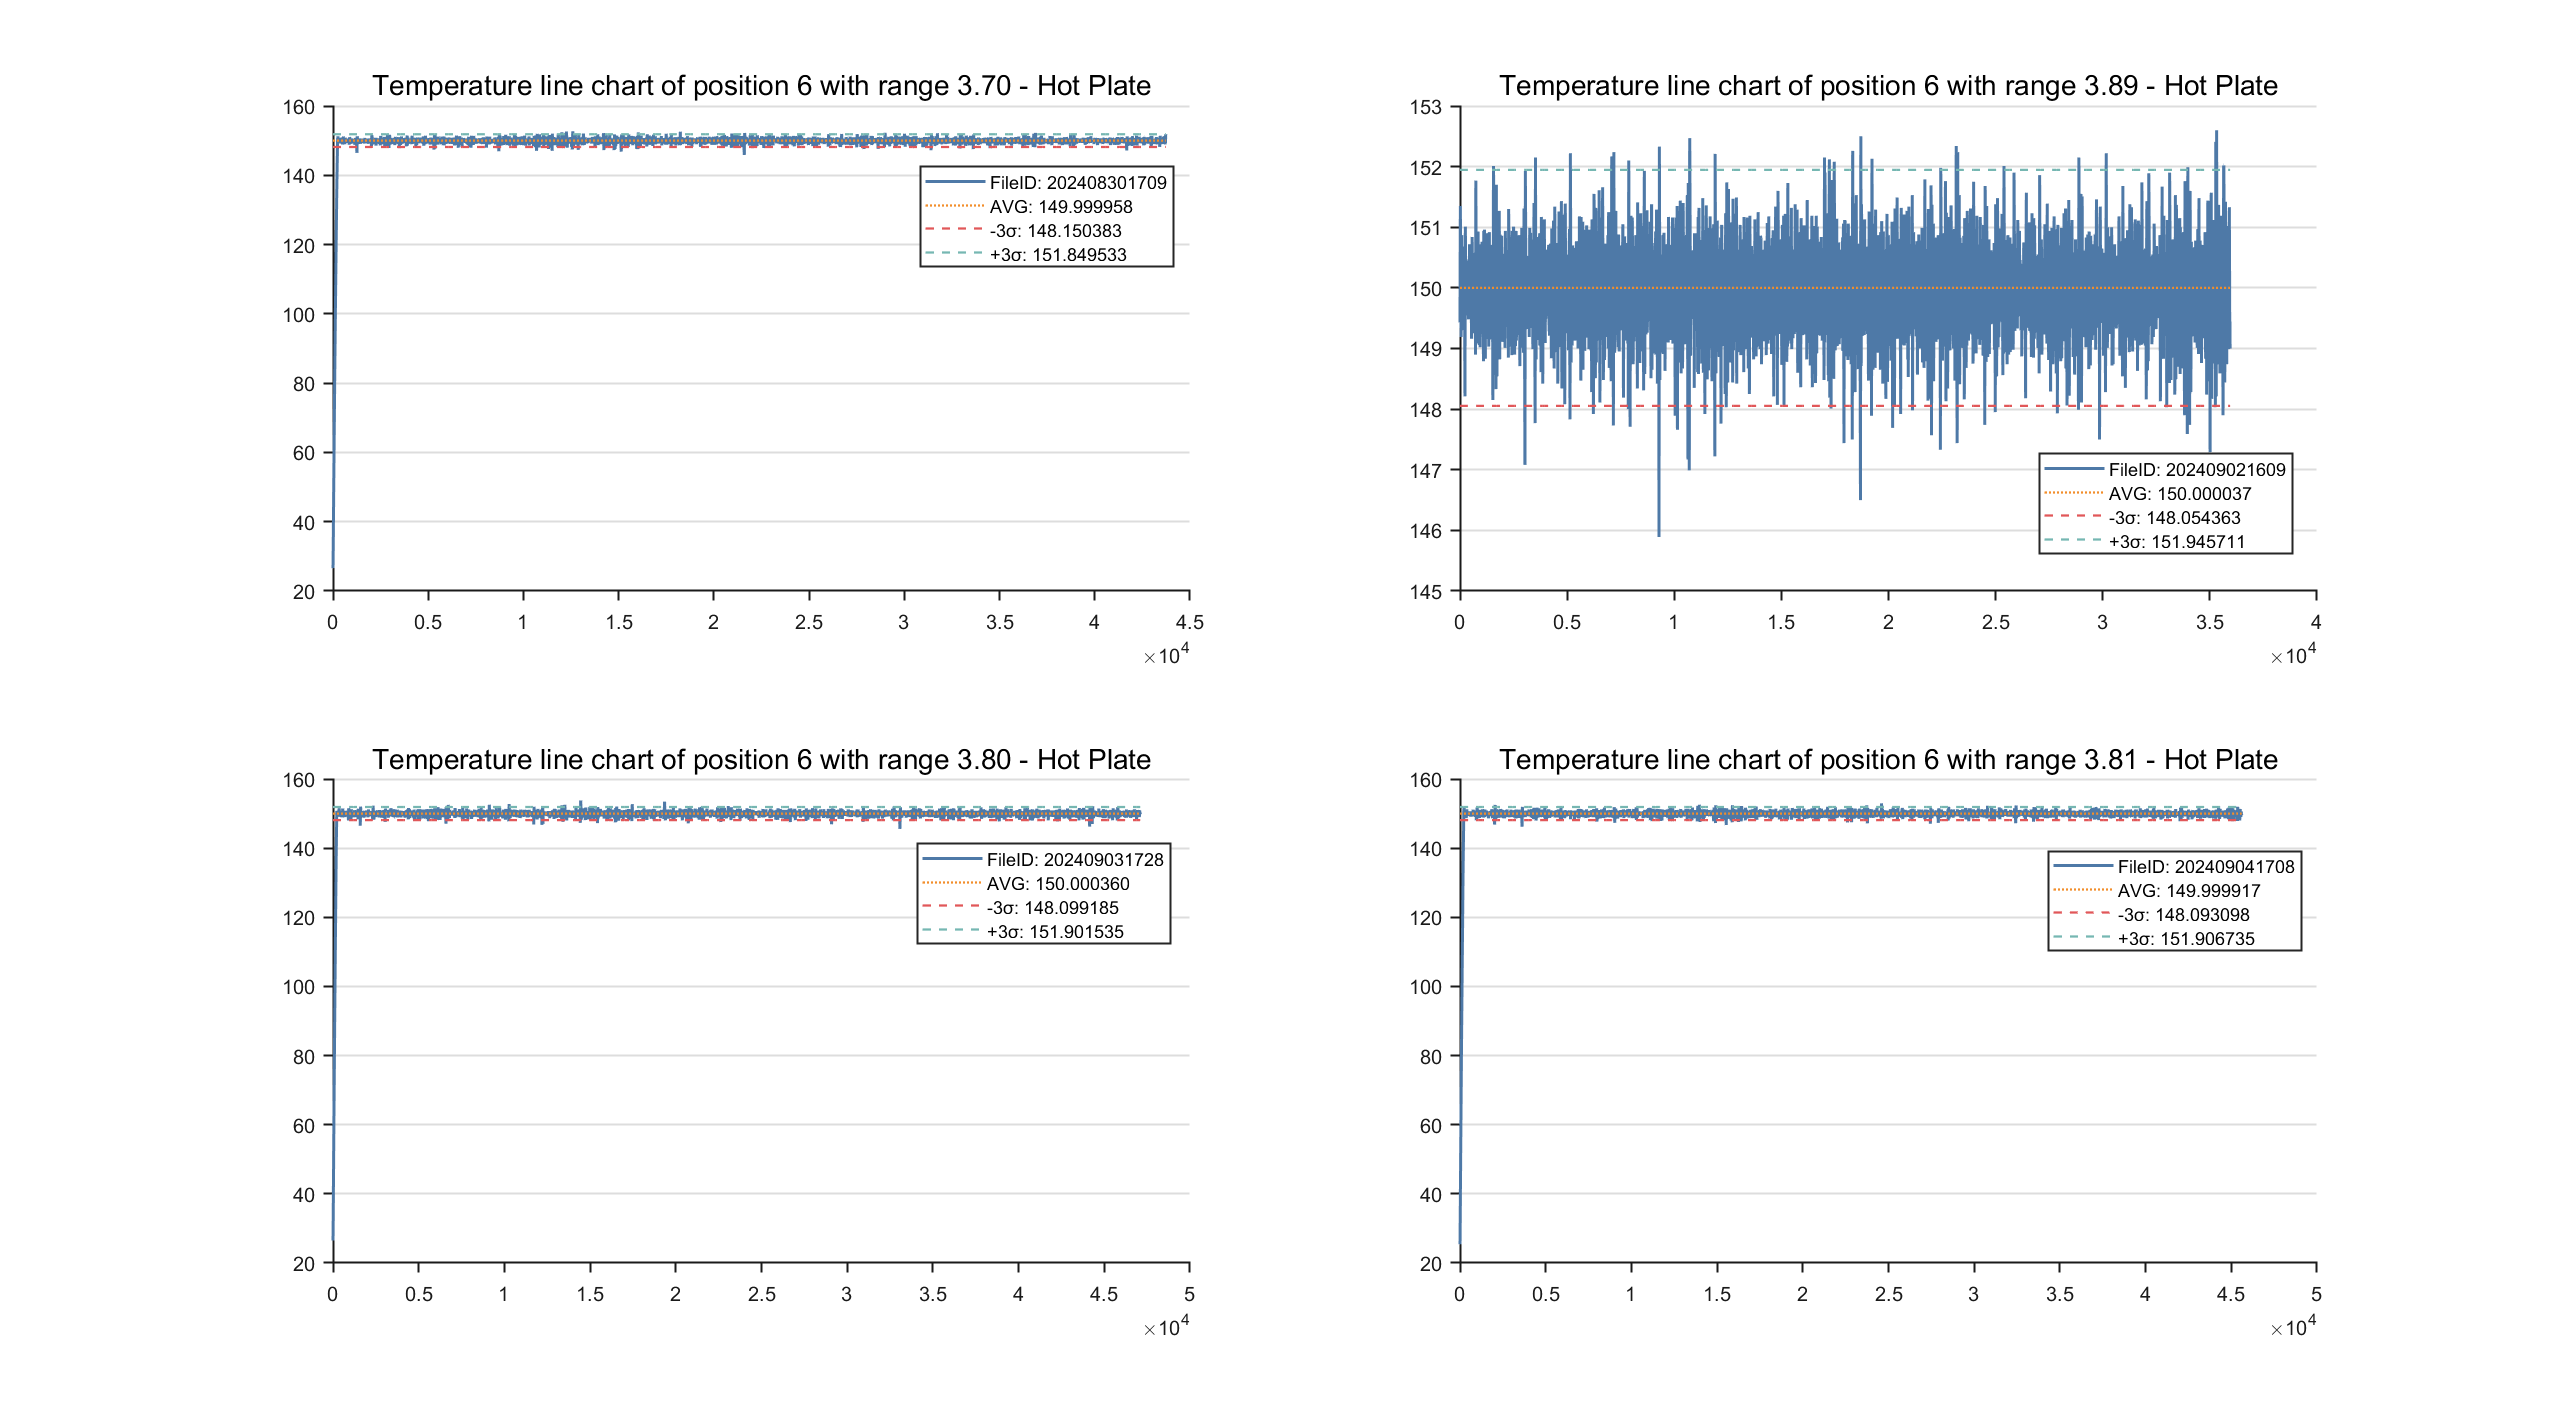 Temperature line chart of position 6 with range 3.70 - Hot Plate
160
140
120
100
80
60
40
20
0 0.5 1 1.5 2 2.5 3 3.5 4 4.5
×10⁴
FileID: 202408301709
AVG: 149.999958
-3σ: 148.150383
+3σ: 151.849533
Temperature line chart of position 6 with range 3.89 - Hot Plate
153
152
151
150
149
148
147
146
145
0 0.5 1 1.5 2 2.5 3 3.5 4
×10⁴
FileID: 202409021609
AVG: 150.000037
-3σ: 148.054363
+3σ: 151.945711
Temperature line chart of position 6 with range 3.80 - Hot Plate
160
140
120
100
80
60
40
20
0 0.5 1 1.5 2 2.5 3 3.5 4 4.5 5
×10⁴
FileID: 202409031728
AVG: 150.000360
-3σ: 148.099185
+3σ: 151.901535
Temperature line chart of position 6 with range 3.81 - Hot Plate
160
140
120
100
80
60
40
20
0 0.5 1 1.5 2 2.5 3 3.5 4 4.5 5
×10⁴
FileID: 202409041708
AVG: 149.999917
-3σ: 148.093098
+3σ: 151.906735